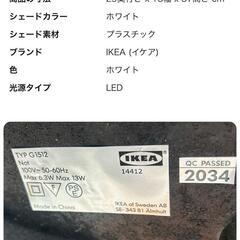 シェードカラー ホワイト
シェード素材 プラスチック
ブランド IKEA (イケア)
色 ホワイト
光源タイプ LED
TYP G1512
100V~ 50-60Hz
Max 6.3W Max 13W
Made in China
IKEA
14412
IKEA of Sweden AB
SE- 343 81 Älmhult
QC PASSED
2034